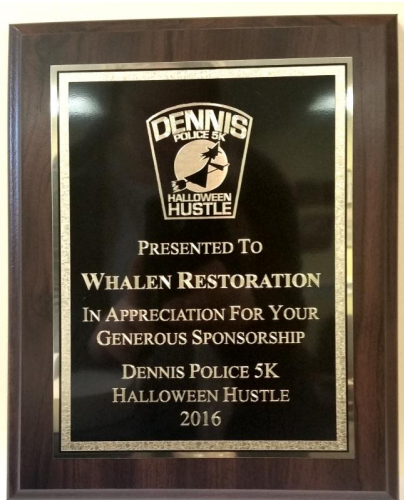 DENNIS
POLICE 5K
HALLOWEEN
HUSTLE
PRESENTED TO
WHALEN RESTORATION
IN APPRECIATION FOR YOUR
GENEROUS SPONSORSHIP
DENNIS POLICE 5K
HALLOWEEN HUSTLE
2016